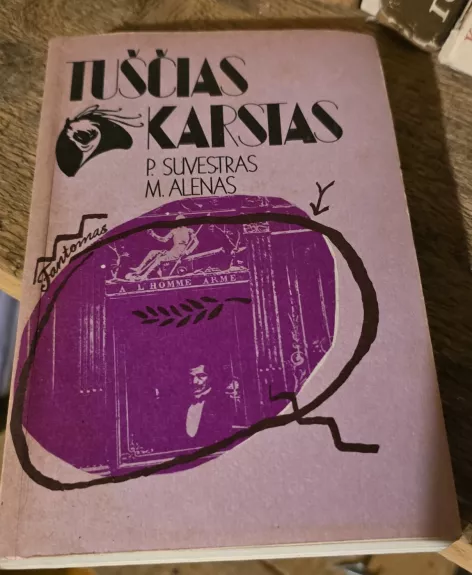 TUŠČIAS
KARSTAS
P. SUVESTRAS
M. ALENAS
Fantomas
A L'HOMME ARMÉ